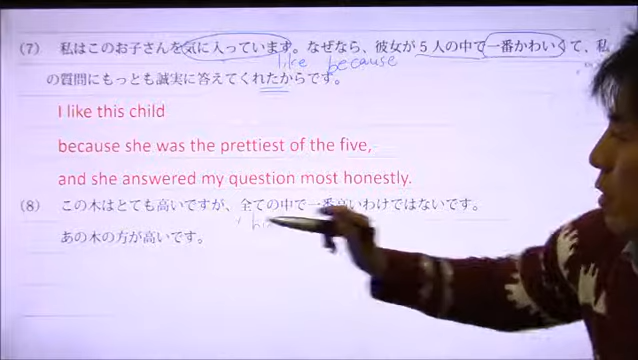 (7) 私はこのお子さんを気に入っています。なぜなら、彼女が5人の中で一番かわいくて、私
like because
の質問にもっとも誠実に答えてくれたからです。
I like this child
because she was the prettiest of the five,
and she answered my question most honestly.
(8) この木はとても高いですが、全ての中で一番高いわけではないです。
あの木の方が高いです。